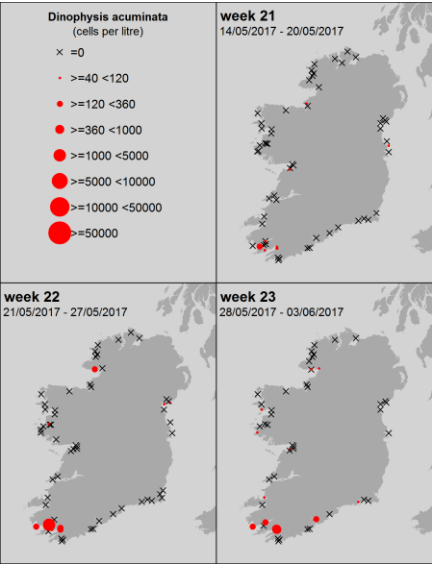 Dinophysis acuminata
(cells per litre)
=0
>=40 <120
>=120 <360
>=360 <1000
>=1000 <5000
>=5000 <10000
>=10000 <50000
>=50000
week 21
14/05/2017 - 20/05/2017
week 22
21/05/2017 - 27/05/2017
week 23
28/05/2017 - 03/06/2017